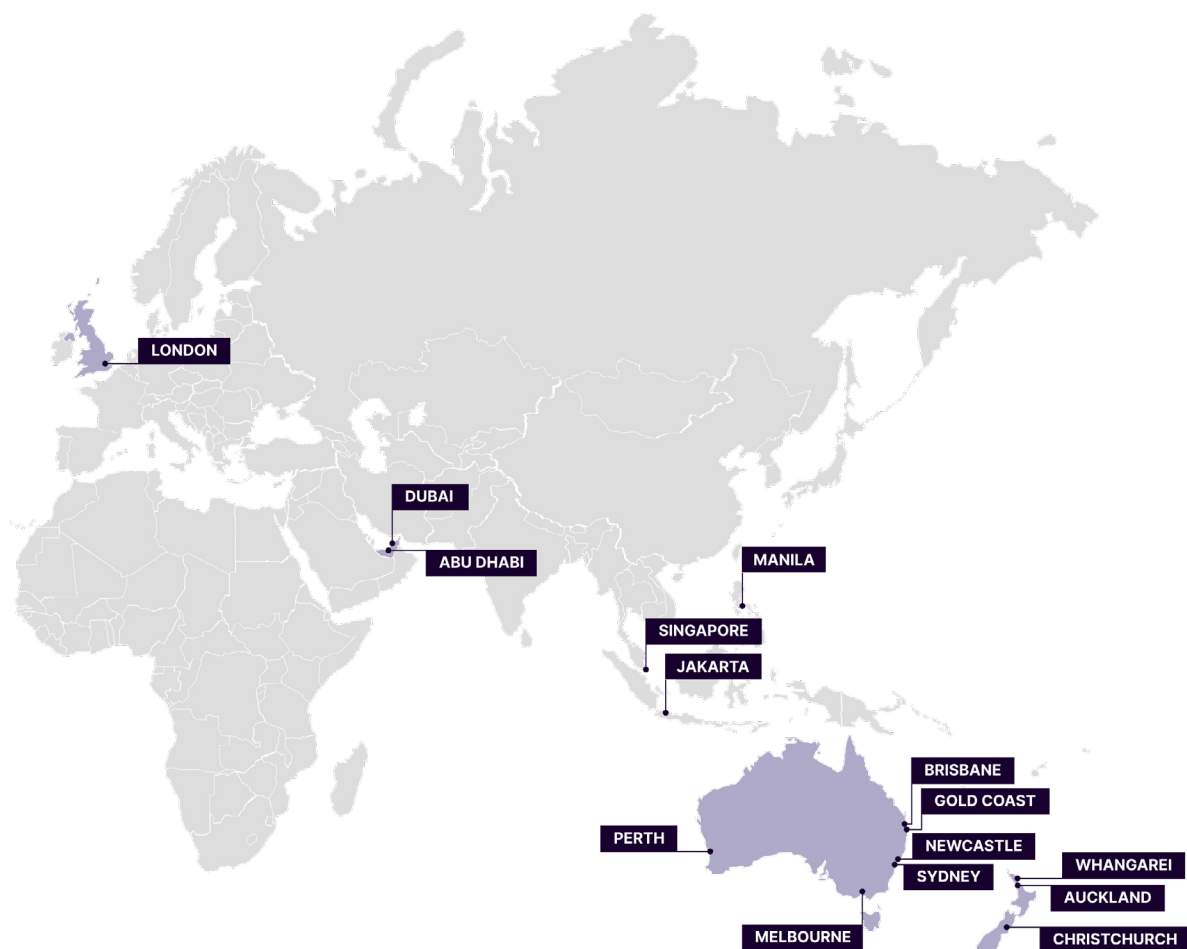 LONDON
DUBAI
ABU DHABI
MANILA
SINGAPORE
JAKARTA
BRISBANE
GOLD COAST
PERTH
NEWCASTLE
SYDNEY
WHANGAREI
AUCKLAND
MELBOURNE
CHRISTCHURCH